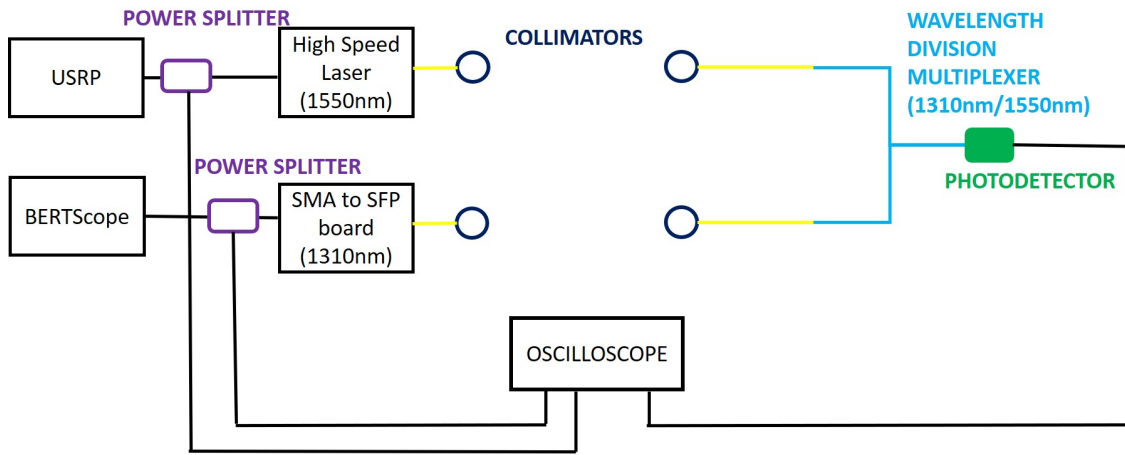 POWER SPLITTER
USRP
High Speed
Laser
(1550nm)
COLLIMATORS
WAVELENGTH
DIVISION
MULTIPLEXER
(1310nm/1550nm)
POWER SPLITTER
BERTScope
SMA to SFP
board
(1310nm)
PHOTODETECTOR
OSCILLOSCOPE